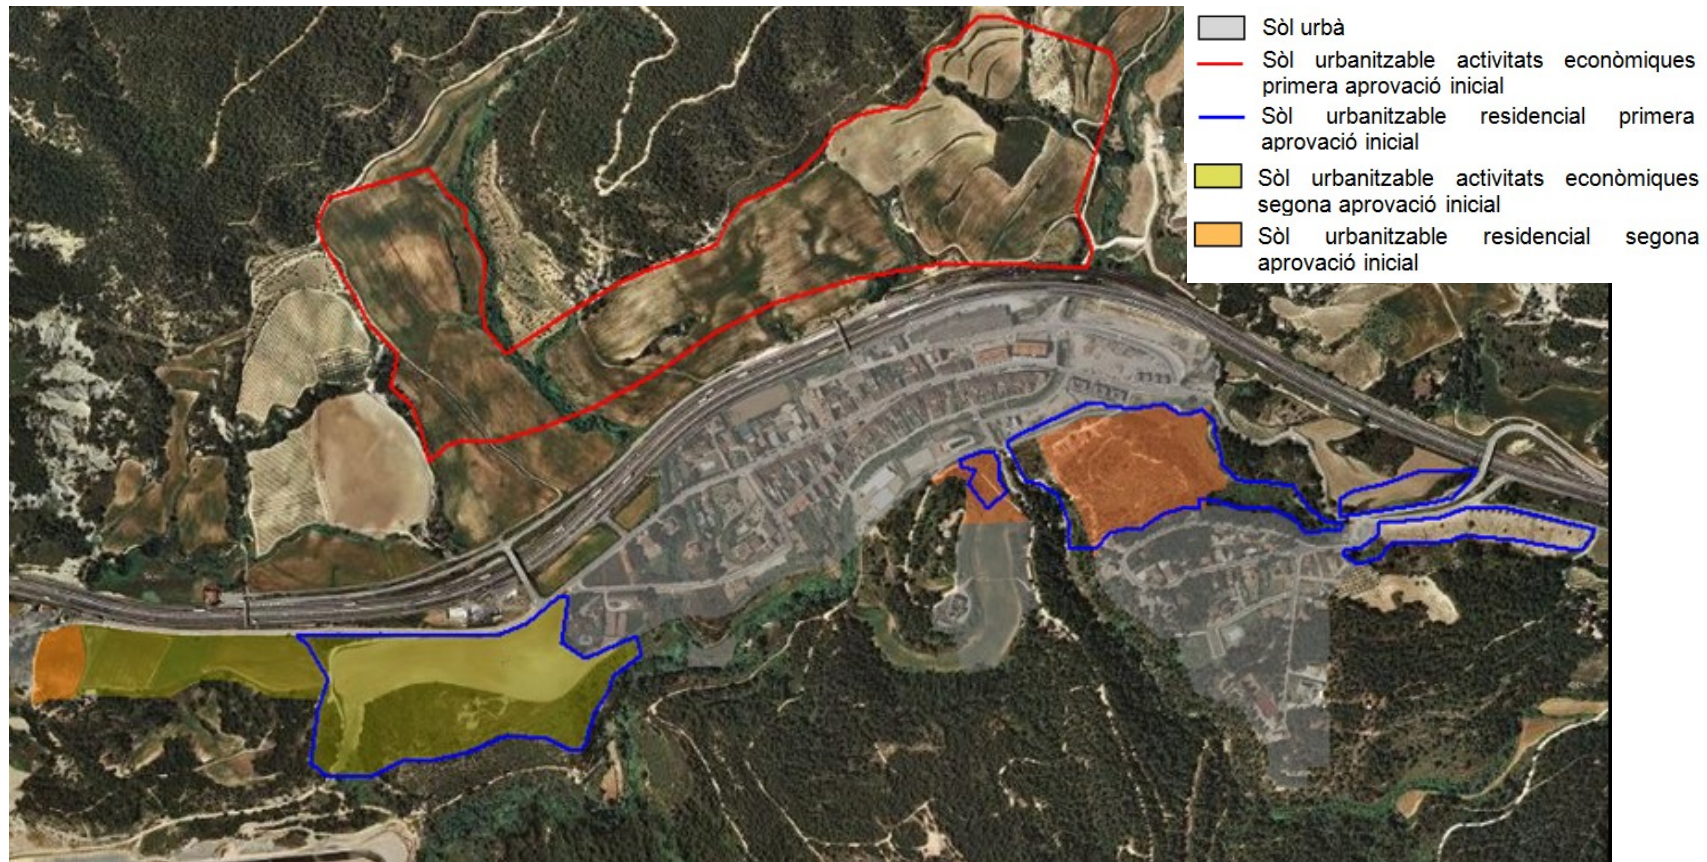 Sòl urbà
Sòl urbanitzable activitats econòmiques
primera aprovació inicial
Sòl urbanitzable residencial primera
aprovació inicial
Sòl urbanitzable activitats econòmiques
segona aprovació inicial
Sòl urbanitzable residencial segona
aprovació inicial